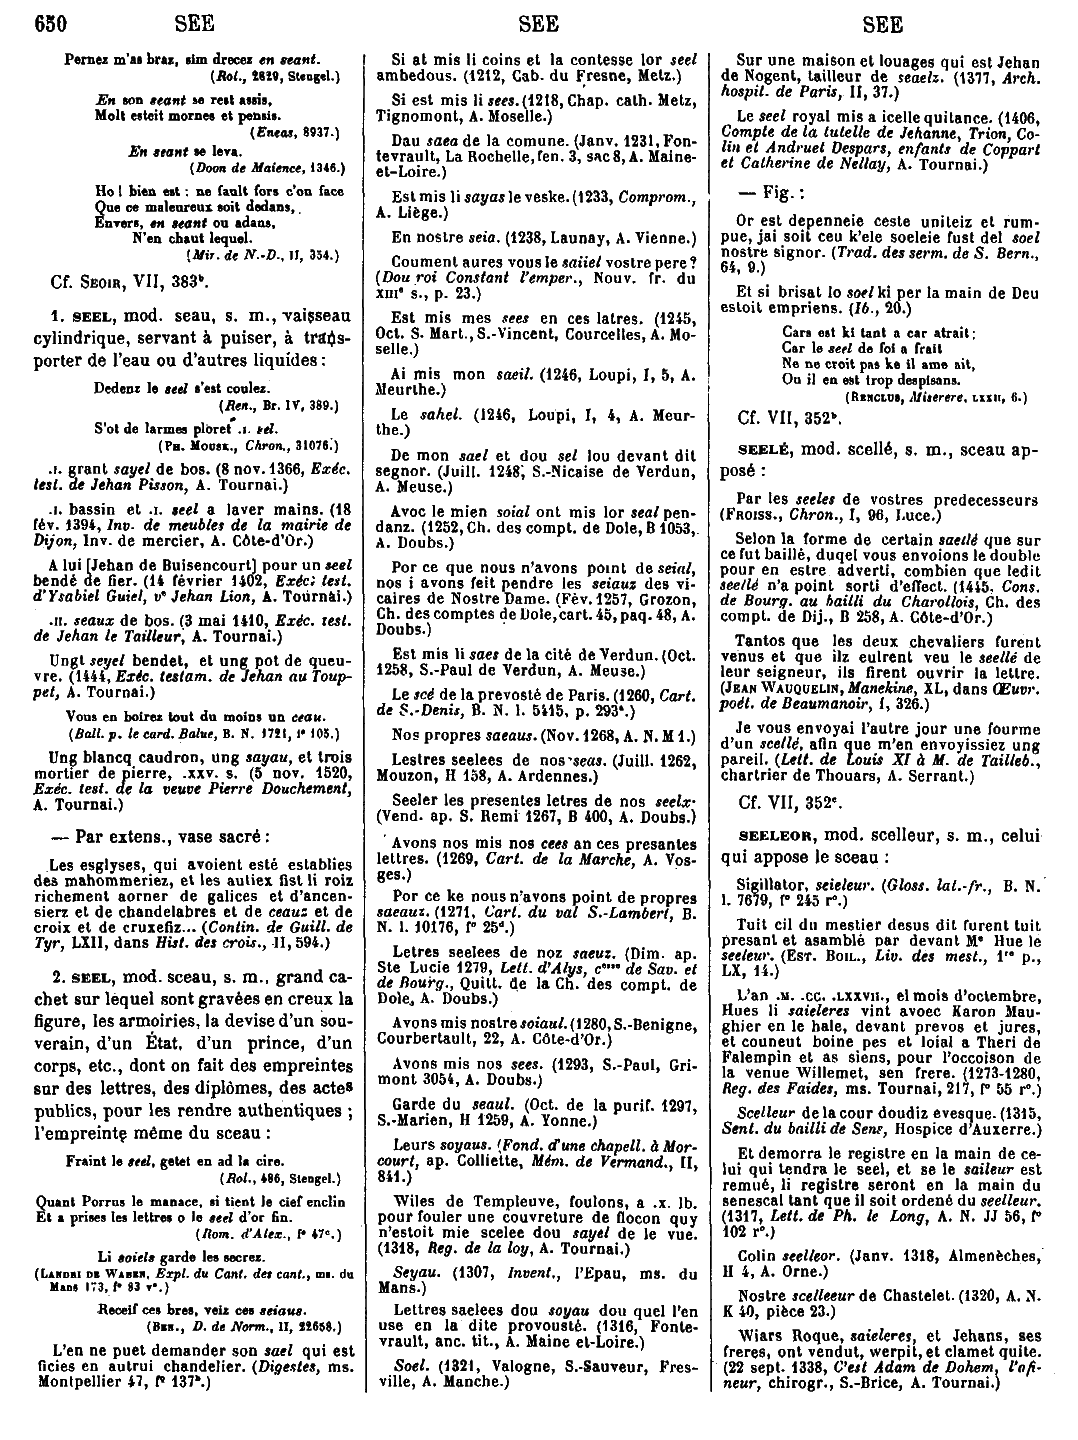 650 SEE SEE SEE
Pernez m'as braz, sim drecez en seant.
(Rol., 2829, Stengel.)
En son seant se rest assis,
Molt esteit mornes et pensis.
(Eneas, 8937.)
En seant se leva.
(Doon de Maience, 1346.)
Ho! bien est : ne fault fors c'on face
Que ce maleureux soit dedans,
Envers, en seant ou adans,
N'en chaut lequel.
(Mir. de N.-D., II, 354.)
Cf. SEOIR, VII, 383b.
1. SEEL, mod. seau, s. m., vaisseau
cylindrique, servant à puiser, à trans-
porter de l'eau ou d'autres liquides :
Dedenz le seel s'est coulez.
(Ren., Br. IV, 389.)
S'ot de larmes ploret .I. sel.
(PH. MOUSK., Chron., 31076.)
.I. grant sayel de bos. (8 nov. 1366, Exéc.
test. de Jehan Pisson, A. Tournai.)
.I. bassin et .I. seel a laver mains. (18
fév. 1394, Inv. de meubles de la mairie de
Dijon, Inv. de mercier, A. Côte-d'Or.)
A lui [Jehan de Buisencourt] pour un seel
bendé de fier. (14 février 1402, Exéc. test.
d'Ysabiel Guiel, ve Jehan Lion, A. Tournai.)
.II. seaux de bos. (3 mai 1410, Exéc. test.
de Jehan le Tailleur, A. Tournai.)
Ungt seyel bendet, et ung pot de queu-
vre. (1444, Exéc. testam. de Jehan au Toup-
pet, A. Tournai.)
Vous en boirez tout du moins un ceau.
(Ball. p. le card. Balue, B. N. 1721, f° 105.)
Ung blancq caudron, ung sayau, et trois
mortier de pierre, .XXV. s. (5 nov. 1520,
Exéc. test. de la veuve Pierre Douchement,
A. Tournai.)
— Par extens., vase sacré :
Les esglyses, qui avoient esté establies
des mahommeriez, et les autiex fist li roiz
richement aorner de galices et d'ancen-
sierz et de chandelabres et de ceauz et de
croix et de cruxefiz... (Contin. de Guill. de
Tyr, LXII, dans Hist. des crois., II, 594.)
2. SEEL, mod. sceau, s. m., grand ca-
chet sur lequel sont gravées en creux la
figure, les armoiries, la devise d'un sou-
verain, d'un État, d'un prince, d'un
corps, etc., dont on fait des empreintes
sur des lettres, des diplômes, des actes
publics, pour les rendre authentiques ;
l'empreinte même du sceau :
Fraint le seel, getet en ad la cire.
(Rol., 486, Stengel.)
Quant Porrus le manace, si tient le cief enclin
Et a prises les lettres o le seel d'or fin.
(Rom. d'Alex., f° 47c.)
Li soiels garde les secrez.
(LANDRI DE WABEN, Expl. du Cant. des cant., ms. du
Mans 173, f° 83 v°.)
Receif ces bres, veiz ces seiaus.
(BEN., D. de Norm., II, 22658.)
L'en ne puet demander son sael qui est
ficies en autrui chandelier. (Digestes, ms.
Montpellier 47, f° 137a.)
Si at mis li coins et la contesse lor seel
ambedous. (1212, Cab. du Fresne, Metz.)
Si est mis li sees. (1218, Chap. cath. Metz,
Tignomont, A. Moselle.)
Dau saea de la comune. (Janv. 1231, Fon-
tevrault, La Rochelle, fen. 3, sac 8, A. Maine-
et-Loire.)
Est mis li sayas le veske. (1233, Comprom.,
A. Liège.)
En nostre seia. (1238, Launay, A. Vienne.)
Coument aures vous le saiiel vostre pere ?
(Dou roi Constant l'emper., Nouv. fr. du
XIIIe s., p. 23.)
Est mis mes sees en ces latres. (1245,
Oct. S. Mart., S.-Vincent, Courcelles, A. Mo-
selle.)
Ai mis mon saeil. (1246, Loupi, I, 5, A.
Meurthe.)
Le sahel. (1246, Loupi, I, 4, A. Meur-
the.)
De mon sael et dou sel lou devant dit
segnor. (Juill. 1248, S.-Nicaise de Verdun,
A. Meuse.)
Avoc le mien soial ont mis lor seal pen-
danz. (1252, Ch. des compt. de Dole, B 1053,
A. Doubs.)
Por ce que nous n'avons point de seial,
nos i avons feit pendre les seiauz des vi-
caires de Nostre Dame. (Fév. 1257, Grozon,
Ch. des comptes de Dole, cart. 45, paq. 48, A.
Doubs.)
Est mis li saes de la cité de Verdun. (Oct.
1258, S.-Paul de Verdun, A. Meuse.)
Le scé de la prevosté de Paris. (1260, Cart.
de S.-Denis, B. N. l. 5415, p. 293a.)
Nos propres saeaus. (Nov. 1268, A. N. M 1.)
Lestres seelees de nos seas. (Juill. 1262,
Mouzon, H 158, A. Ardennes.)
Seeler les presentes letres de nos seelx.
(Vend. ap. S. Remi 1267, B 400, A. Doubs.)
Avons nos mis nos cees an ces presantes
lettres. (1269, Cart. de la Marche, A. Vos-
ges.)
Por ce ke nous n'avons point de propres
saeauz. (1271, Cart. du val S.-Lambert, B.
N. l. 10176, f° 25d.)
Letres seelees de noz saeuz. (Dim. ap.
Ste Lucie 1279, Lett. d'Alys, ctesse de Sav. et
de Bourg., Quitt. de la Ch. des compt. de
Dole, A. Doubs.)
Avons mis nostre soiaul. (1280, S.-Benigne,
Courbertault, 22, A. Côte-d'Or.)
Avons mis nos sees. (1293, S.-Paul, Gri-
mont 3054, A. Doubs.)
Garde du seaul. (Oct. de la purif. 1297,
S.-Marien, H 1259, A. Yonne.)
Leurs soyaus. (Fond. d'une chapell. à Mor-
court, ap. Colliette, Mém. de Vermand., II,
841.)
Wiles de Templeuve, foulons, a .x. lb.
pour fouler une couvreture de flocon quy
n'estoit mie scelee dou sayel de le vue.
(1318, Reg. de la loy, A. Tournai.)
Seyau. (1307, Invent., l'Epau, ms. du
Mans.)
Lettres saelees dou soyau dou quel l'en
use en la dite provousté. (1316, Fonte-
vrault, anc. tit., A. Maine et-Loire.)
Soel. (1321, Valogne, S.-Sauveur, Fres-
ville, A. Manche.)
Sur une maison et louages qui est Jehan
de Nogent, tailleur de seaelz. (1377, Arch.
hospit. de Paris, II, 37.)
Le seel royal mis a icelle quitance. (1406,
Compte de la tutelle de Jehanne, Trion, Co-
lin et Andruet Despars, enfants de Coppart
et Catherine de Nellay, A. Tournai.)
— Fig. :
Or est depenneie ceste uniteiz et rum-
pue, jai soit ceu k'ele soeleie fust del soel
nostre signor. (Trad. des serm. de S. Bern.,
64, 9.)
Et si brisat lo soel ki per la main de Deu
estoit empriens. (Ib., 20.)
Cars est ki tant a car atrait ;
Car le seel de foi a frait
Ne ne croit pas ke il ame ait,
Ou il en est trop despisans.
(RENCLUS, Miserere, LXXII, 6.)
Cf. VII, 352b.
SEELÉ, mod. scellé, s. m., sceau ap-
posé :
Par les seeles de vostres predecesseurs
(FROISS., Chron., I, 96, Luce.)
Selon la forme de certain saellé que sur
ce fut baillé, duqel vous envoions le double
pour en estre adverti, combien que ledit
seellé n'a point sorti d'effect. (1445, Cons.
de Bourg. au bailli du Charollois, Ch. des
compt. de Dij., B 258, A. Côte-d'Or.)
Tantos que les deux chevaliers furent
venus et que ilz eulrent veu le seellé de
leur seigneur, ils firent ouvrir la lettre.
(JEAN WAUQUELIN, Manekine, XL, dans Œuvr.
poét. de Beaumanoir, I, 326.)
Je vous envoyai l'autre jour une fourme
d'un scellé, afin que m'en envoyissiez ung
pareil. (Lett. de Louis XI à M. de Tailleb.,
chartrier de Thouars, A. Serrant.)
Cf. VII, 352c.
SEELEOR, mod. scelleur, s. m., celui
qui appose le sceau :
Sigillator, seieleur. (Gloss. lat.-fr., B. N.
l. 7679, f° 245 r°.)
Tuit cil du mestier desus dit furent tuit
presant et asamblé par devant Me Hue le
seeleur. (EST. BOIL., Liv. des mest., 1re p.,
LX, 14.)
L'an .M. .CC. .LXXVII., el mois d'octembre,
Hues li saieleres vint avoec Karon Mau-
ghier en le hale, devant prevos et jures,
et couneut boine pes et loial a Theri de
Falempin et as siens, pour l'occoison de
la venue Willemet, sen frere. (1273-1280,
Reg. des Faides, ms. Tournai, 217, f° 55 r°.)
Scelleur de la cour doudiz evesque. (1315,
Sent. du bailli de Sens, Hospice d'Auxerre.)
Et demorra le registre en la main de ce-
lui qui tendra le seel, et se le saileur est
remué, li registre seront en la main du
senescal tant que il soit ordené du seelleur.
(1317, Lett. de Ph. le Long, A. N. JJ 56, f°
102 r°.)
Colin seelleor. (Janv. 1318, Almenèches,
H 4, A. Orne.)
Nostre scelleeur de Chastelet. (1320, A. N.
K 40, pièce 23.)
Wiars Roque, saieleres, et Jehans, ses
freres, ont vendut, werpit, et clamet quite.
(22 sept. 1338, C'est Adam de Dohem, l'afi-
neur, chirogr., S.-Brice, A. Tournai.)